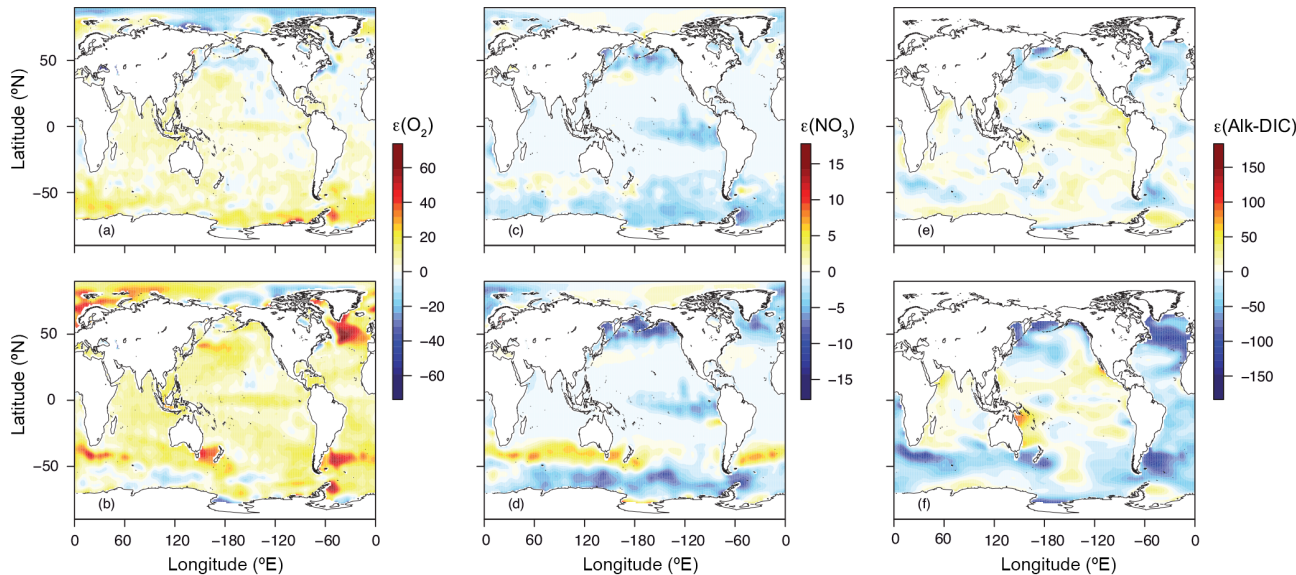 Latitude (ºN)
50
0
−50
(a)
ε(O₂)
60
40
20
0
−20
−40
−60
(c)
ε(NO₃)
15
10
5
0
−5
−10
−15
(e)
ε(Alk-DIC)
150
100
50
0
−50
−100
−150
Latitude (ºN)
50
0
−50
(b)
0 60 120 −180 −120 −60 0
Longitude (ºE)
(d)
0 60 120 −180 −120 −60 0
Longitude (ºE)
(f)
0 60 120 −180 −120 −60 0
Longitude (ºE)